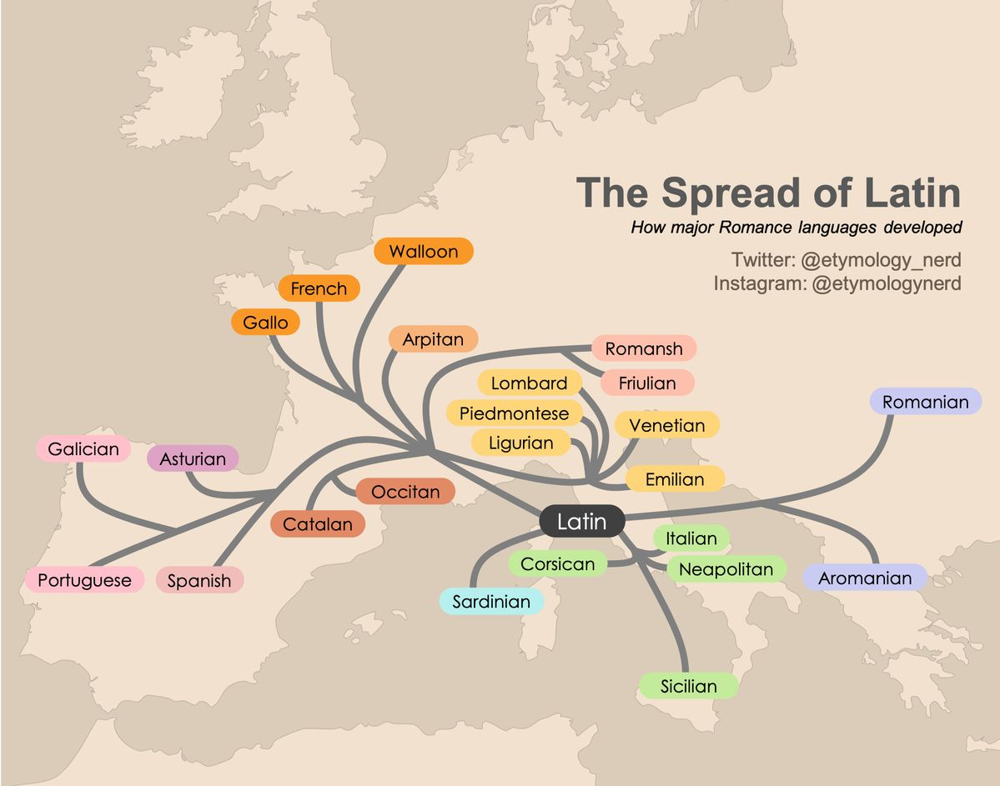 The Spread of Latin
How major Romance languages developed
Twitter: @etymology_nerd
Instagram: @etymologynerd
Walloon
French
Gallo
Arpitan
Romansh
Friulian
Lombard
Piedmontese
Ligurian
Venetian
Emilian
Romanian
Galician
Asturian
Occitan
Catalan
Portuguese
Spanish
Latin
Italian
Corsican
Neapolitan
Aromanian
Sardinian
Sicilian